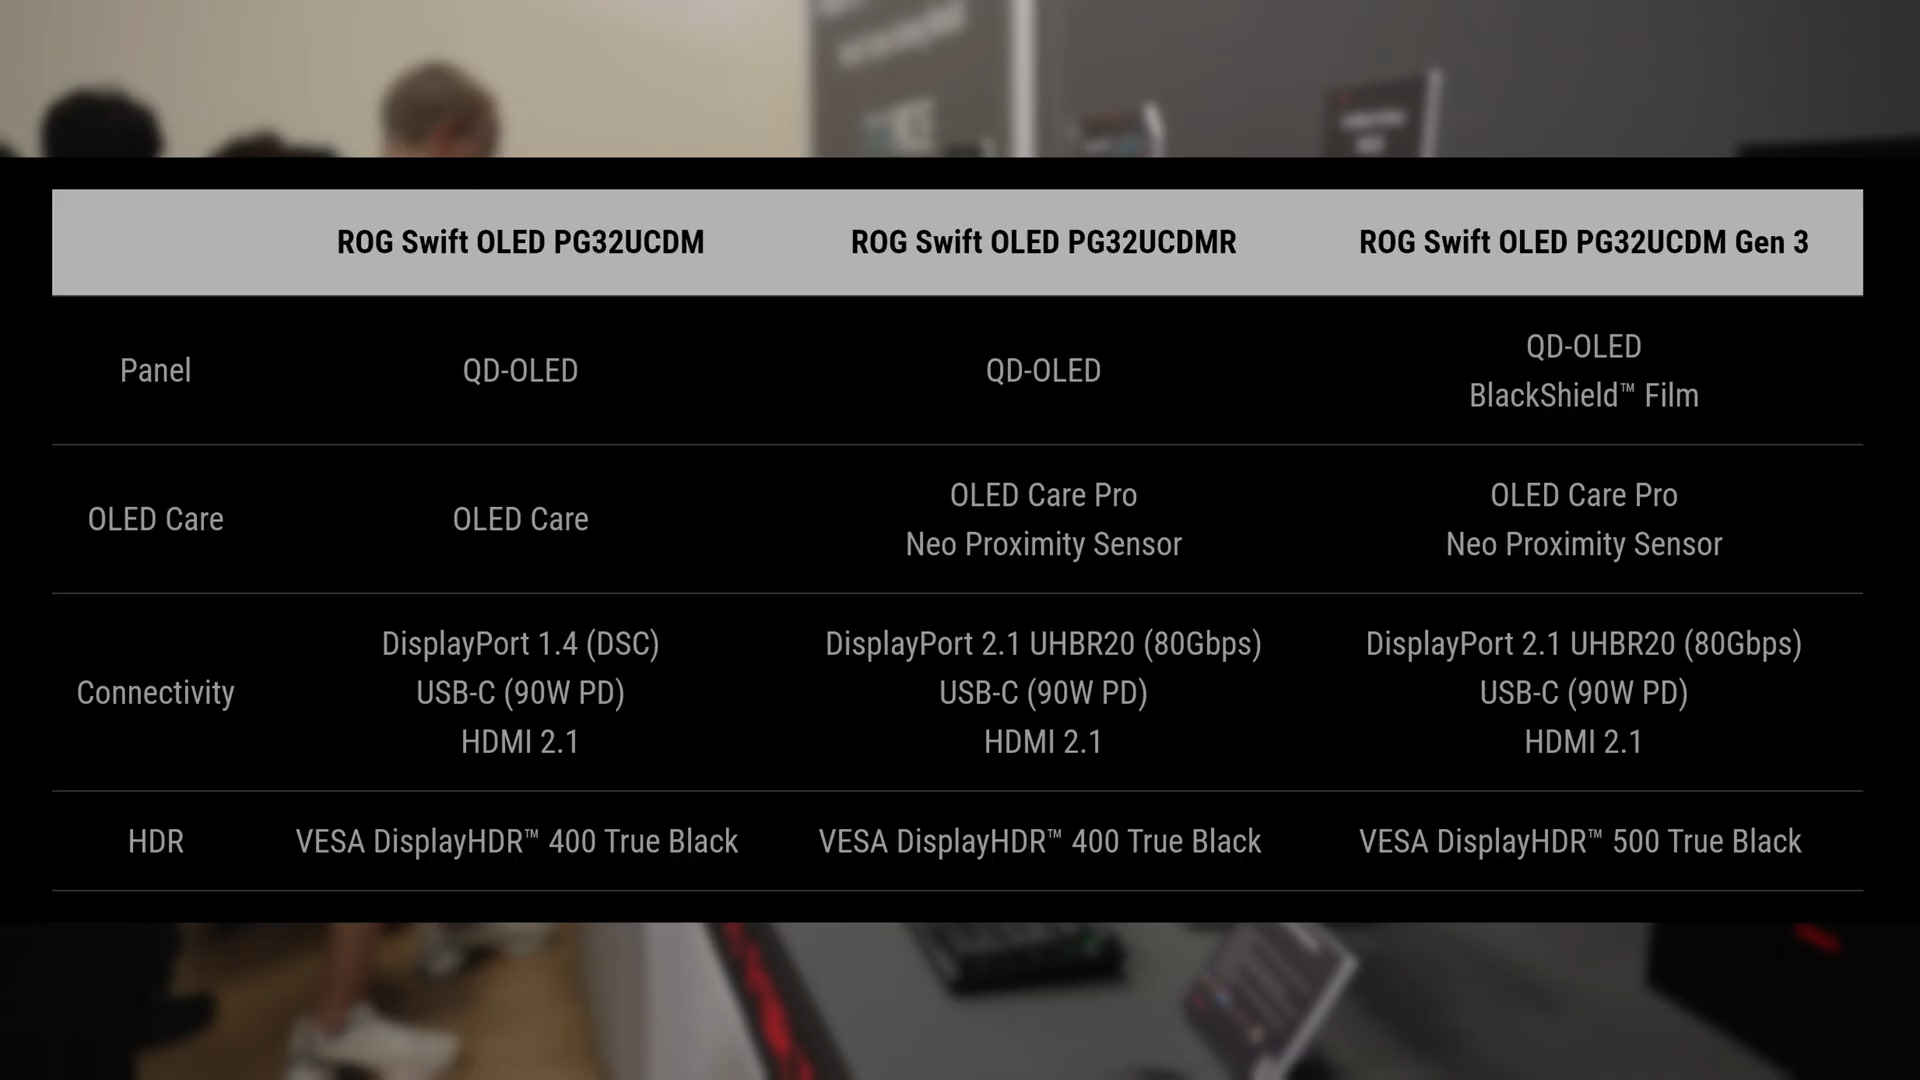 ROG Swift OLED PG32UCDM ROG Swift OLED PG32UCDMR ROG Swift OLED PG32UCDM Gen 3
Panel QD-OLED QD-OLED QD-OLED
BlackShield™ Film
OLED Care OLED Care OLED Care Pro OLED Care Pro
Neo Proximity Sensor Neo Proximity Sensor
DisplayPort 1.4 (DSC) DisplayPort 2.1 UHBR20 (80Gbps) DisplayPort 2.1 UHBR20 (80Gbps)
Connectivity USB-C (90W PD) USB-C (90W PD) USB-C (90W PD)
HDMI 2.1 HDMI 2.1 HDMI 2.1
HDR VESA DisplayHDR™ 400 True Black VESA DisplayHDR™ 400 True Black VESA DisplayHDR™ 500 True Black